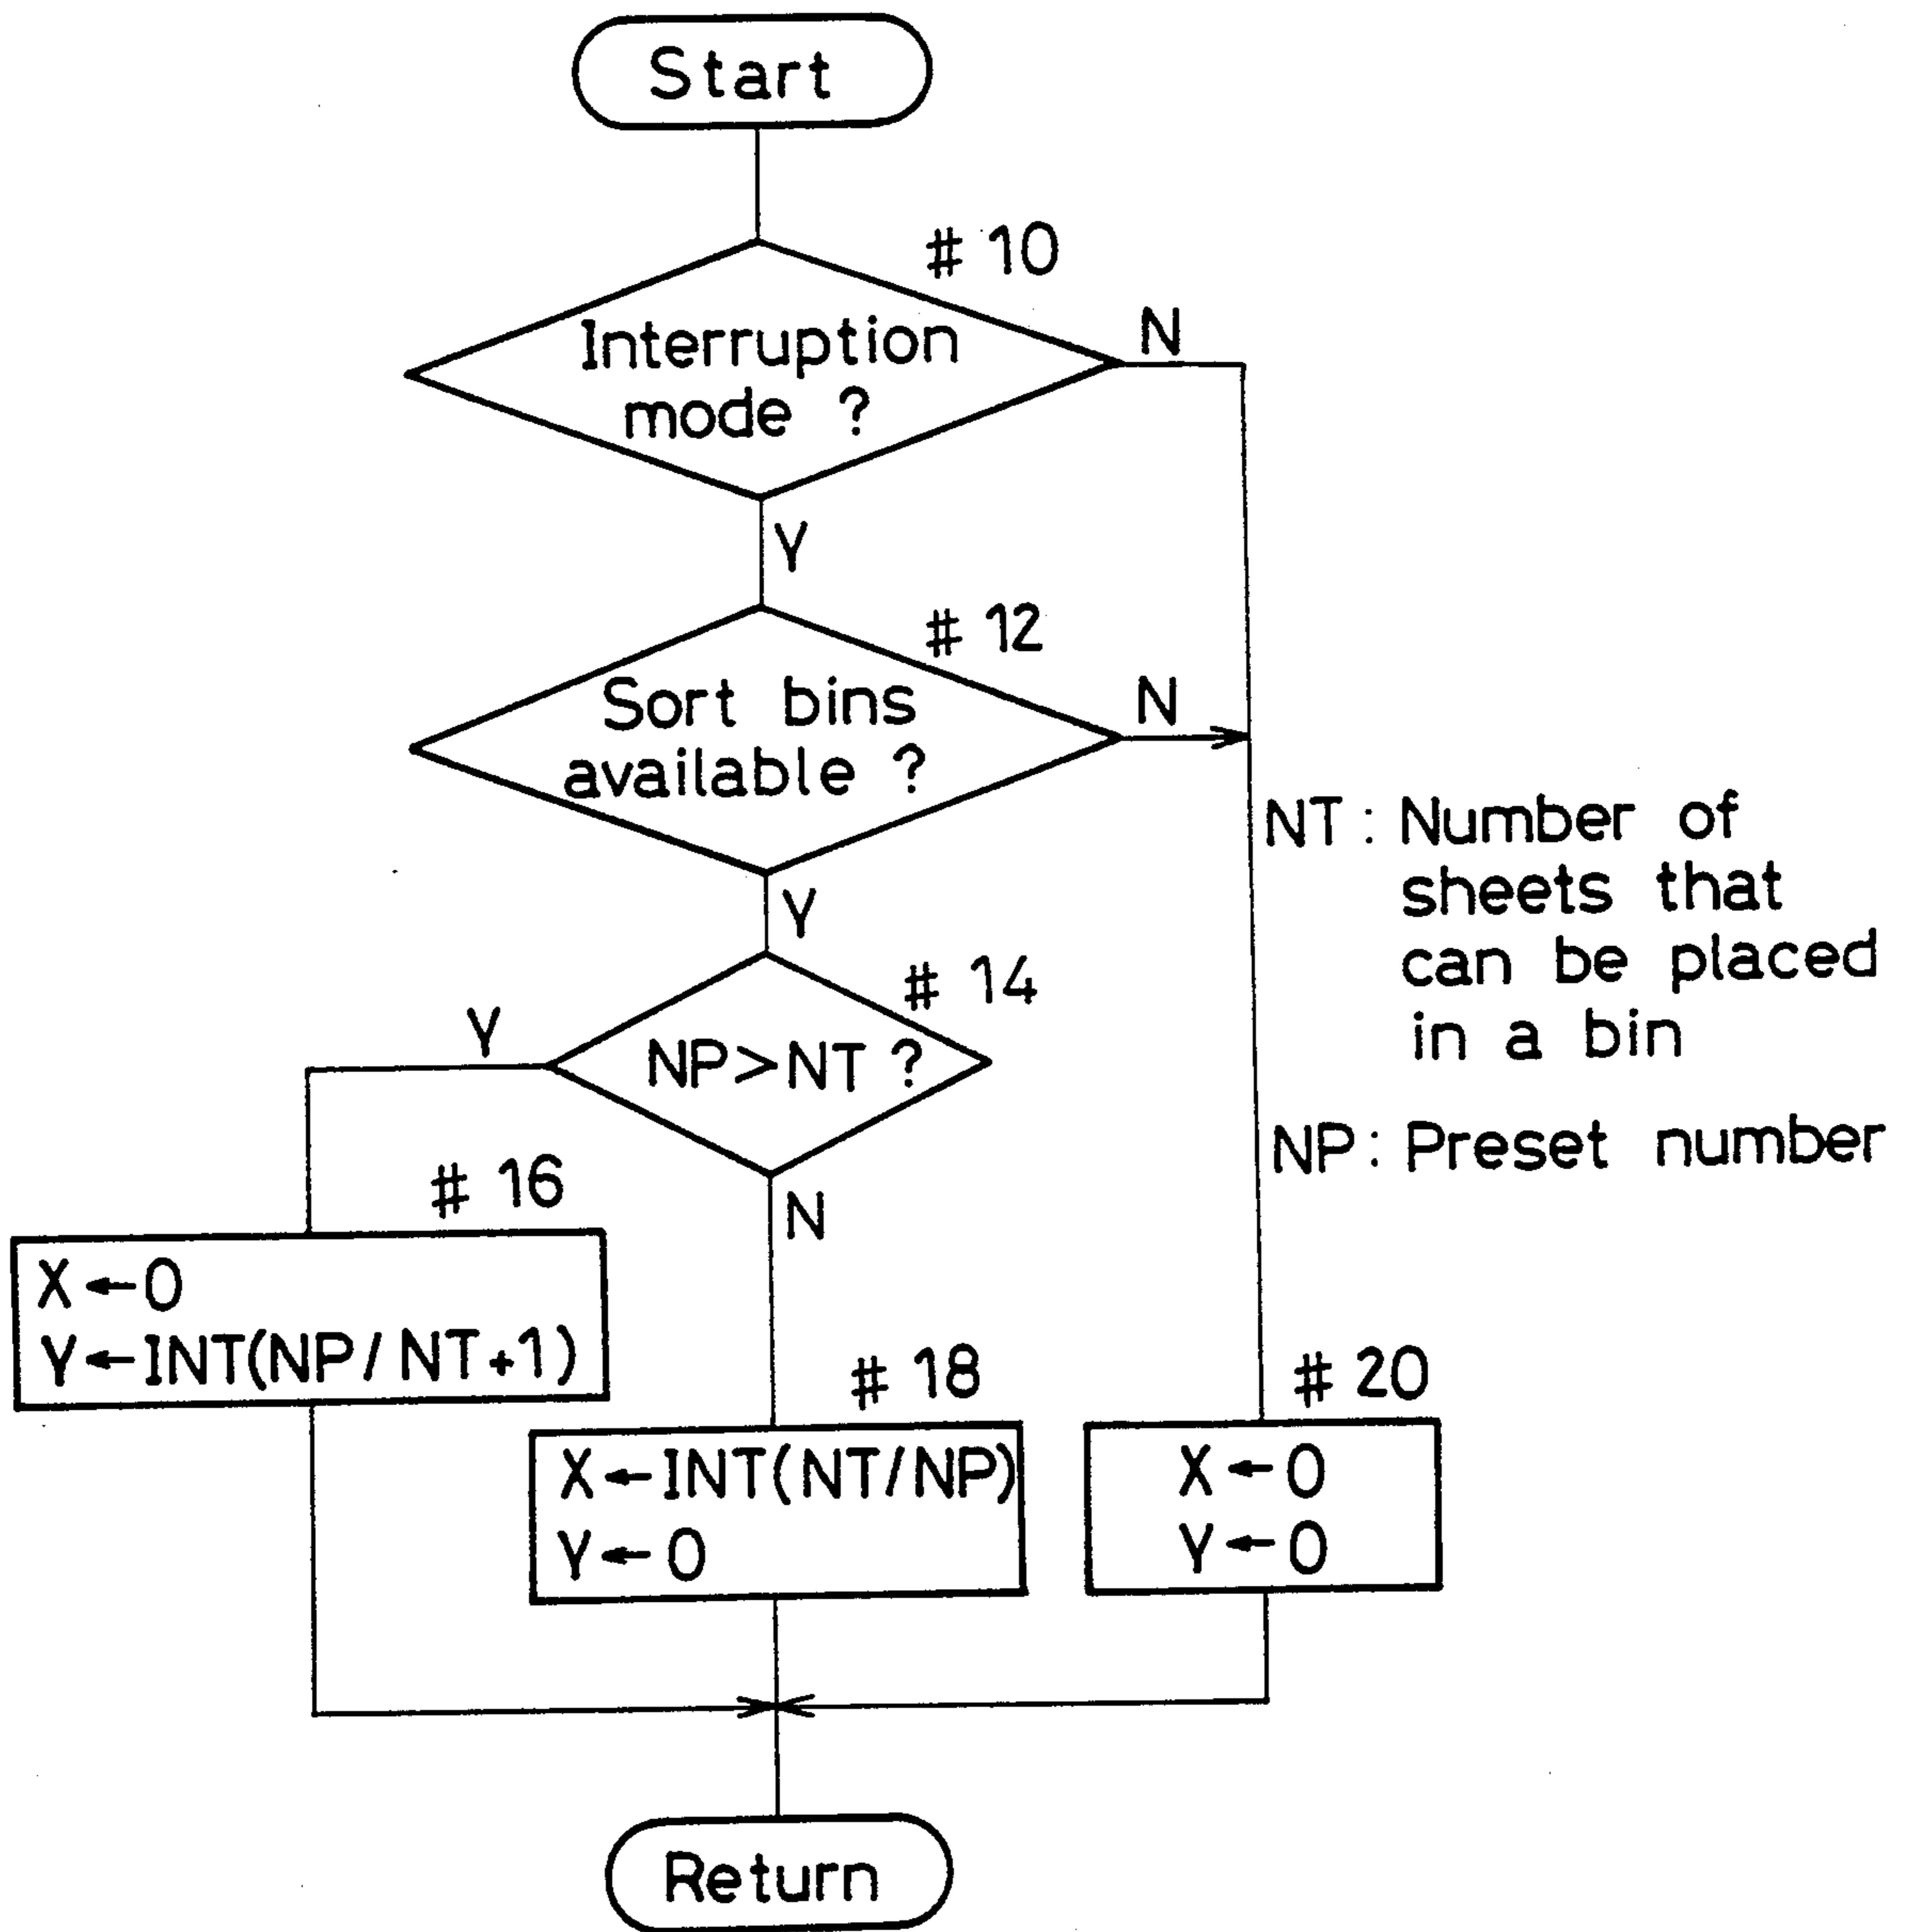 Start
# 10
Interruption
mode ?
N
Y
# 12
Sort bins
available ?
N
Y
# 14
NP>NT ?
Y
N
NT: Number of
sheets that
can be placed
in a bin
NP: Preset number
# 16
X←0
Y←INT(NP/NT+1)
# 18
X←INT(NT/NP)
Y←0
# 20
X←0
Y←0
Return